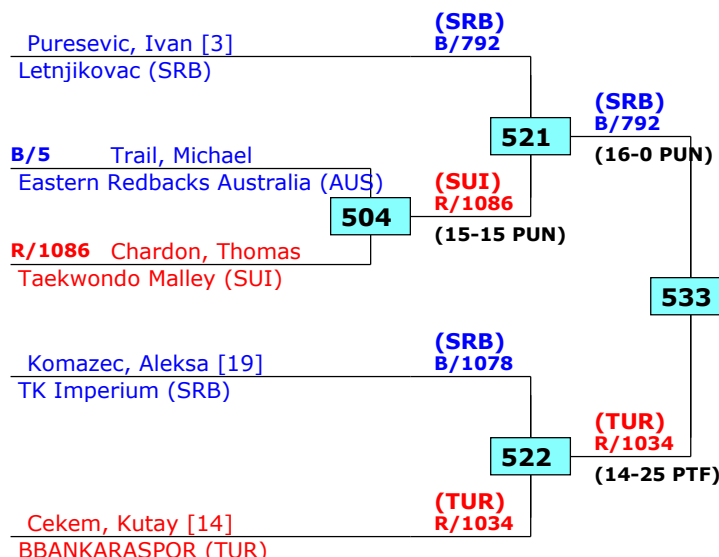 (SRB)
Puresevic, Ivan [3]
B/792
Letnjikovac (SRB)
(SRB)
B/792
521
(16-0 PUN)
B/5 Trail, Michael
Eastern Redbacks Australia (AUS)
(SUI)
R/1086
504
(15-15 PUN)
R/1086 Chardon, Thomas
Taekwondo Malley (SUI)
533
(SRB)
Komazec, Aleksa [19]
B/1078
TK Imperium (SRB)
(TUR)
R/1034
522
(14-25 PTF)
(TUR)
Cekem, Kutay [14]
R/1034
BBANKARASPOR (TUR)